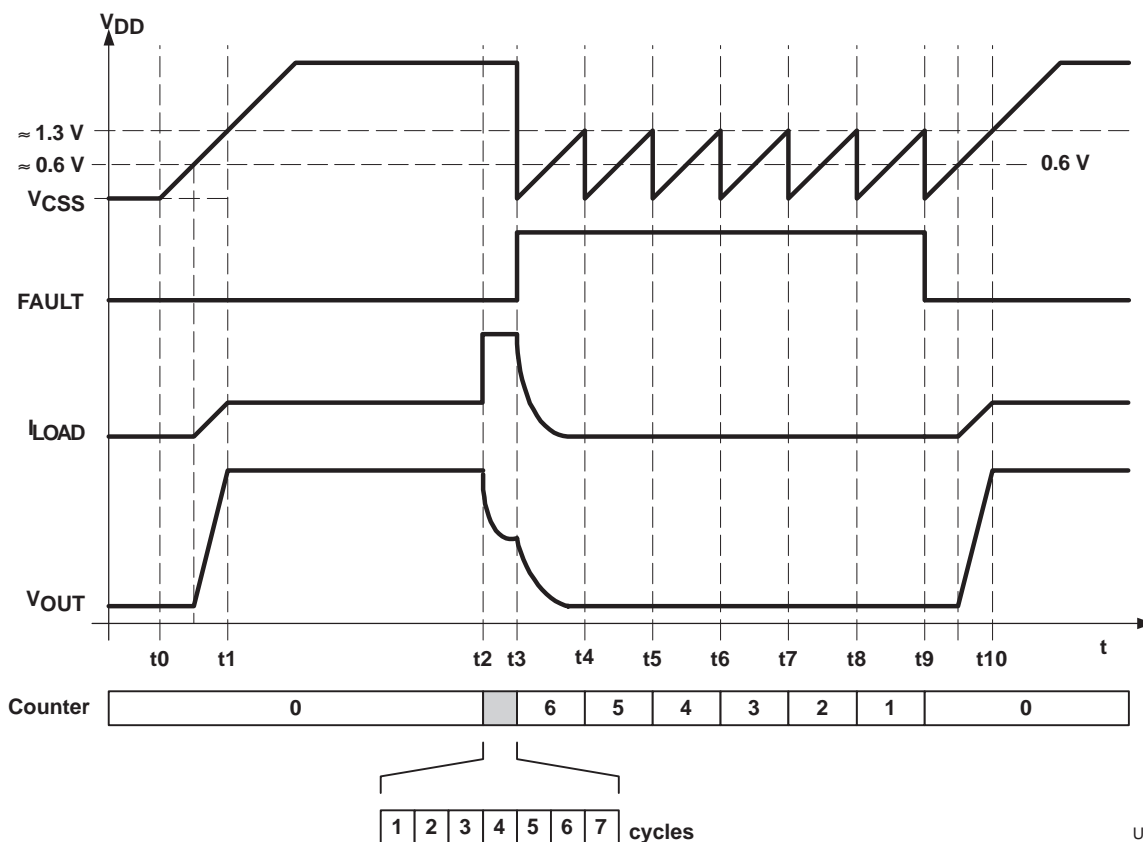 VDD
≈ 1.3 V
≈ 0.6 V
0.6 V
VCSS
FAULT
ILOAD
VOUT
t0 t1 t2 t3 t4 t5 t6 t7 t8 t9 t10 t
Counter 0 6 5 4 3 2 1 0
1 2 3 4 5 6 7 cycles
U